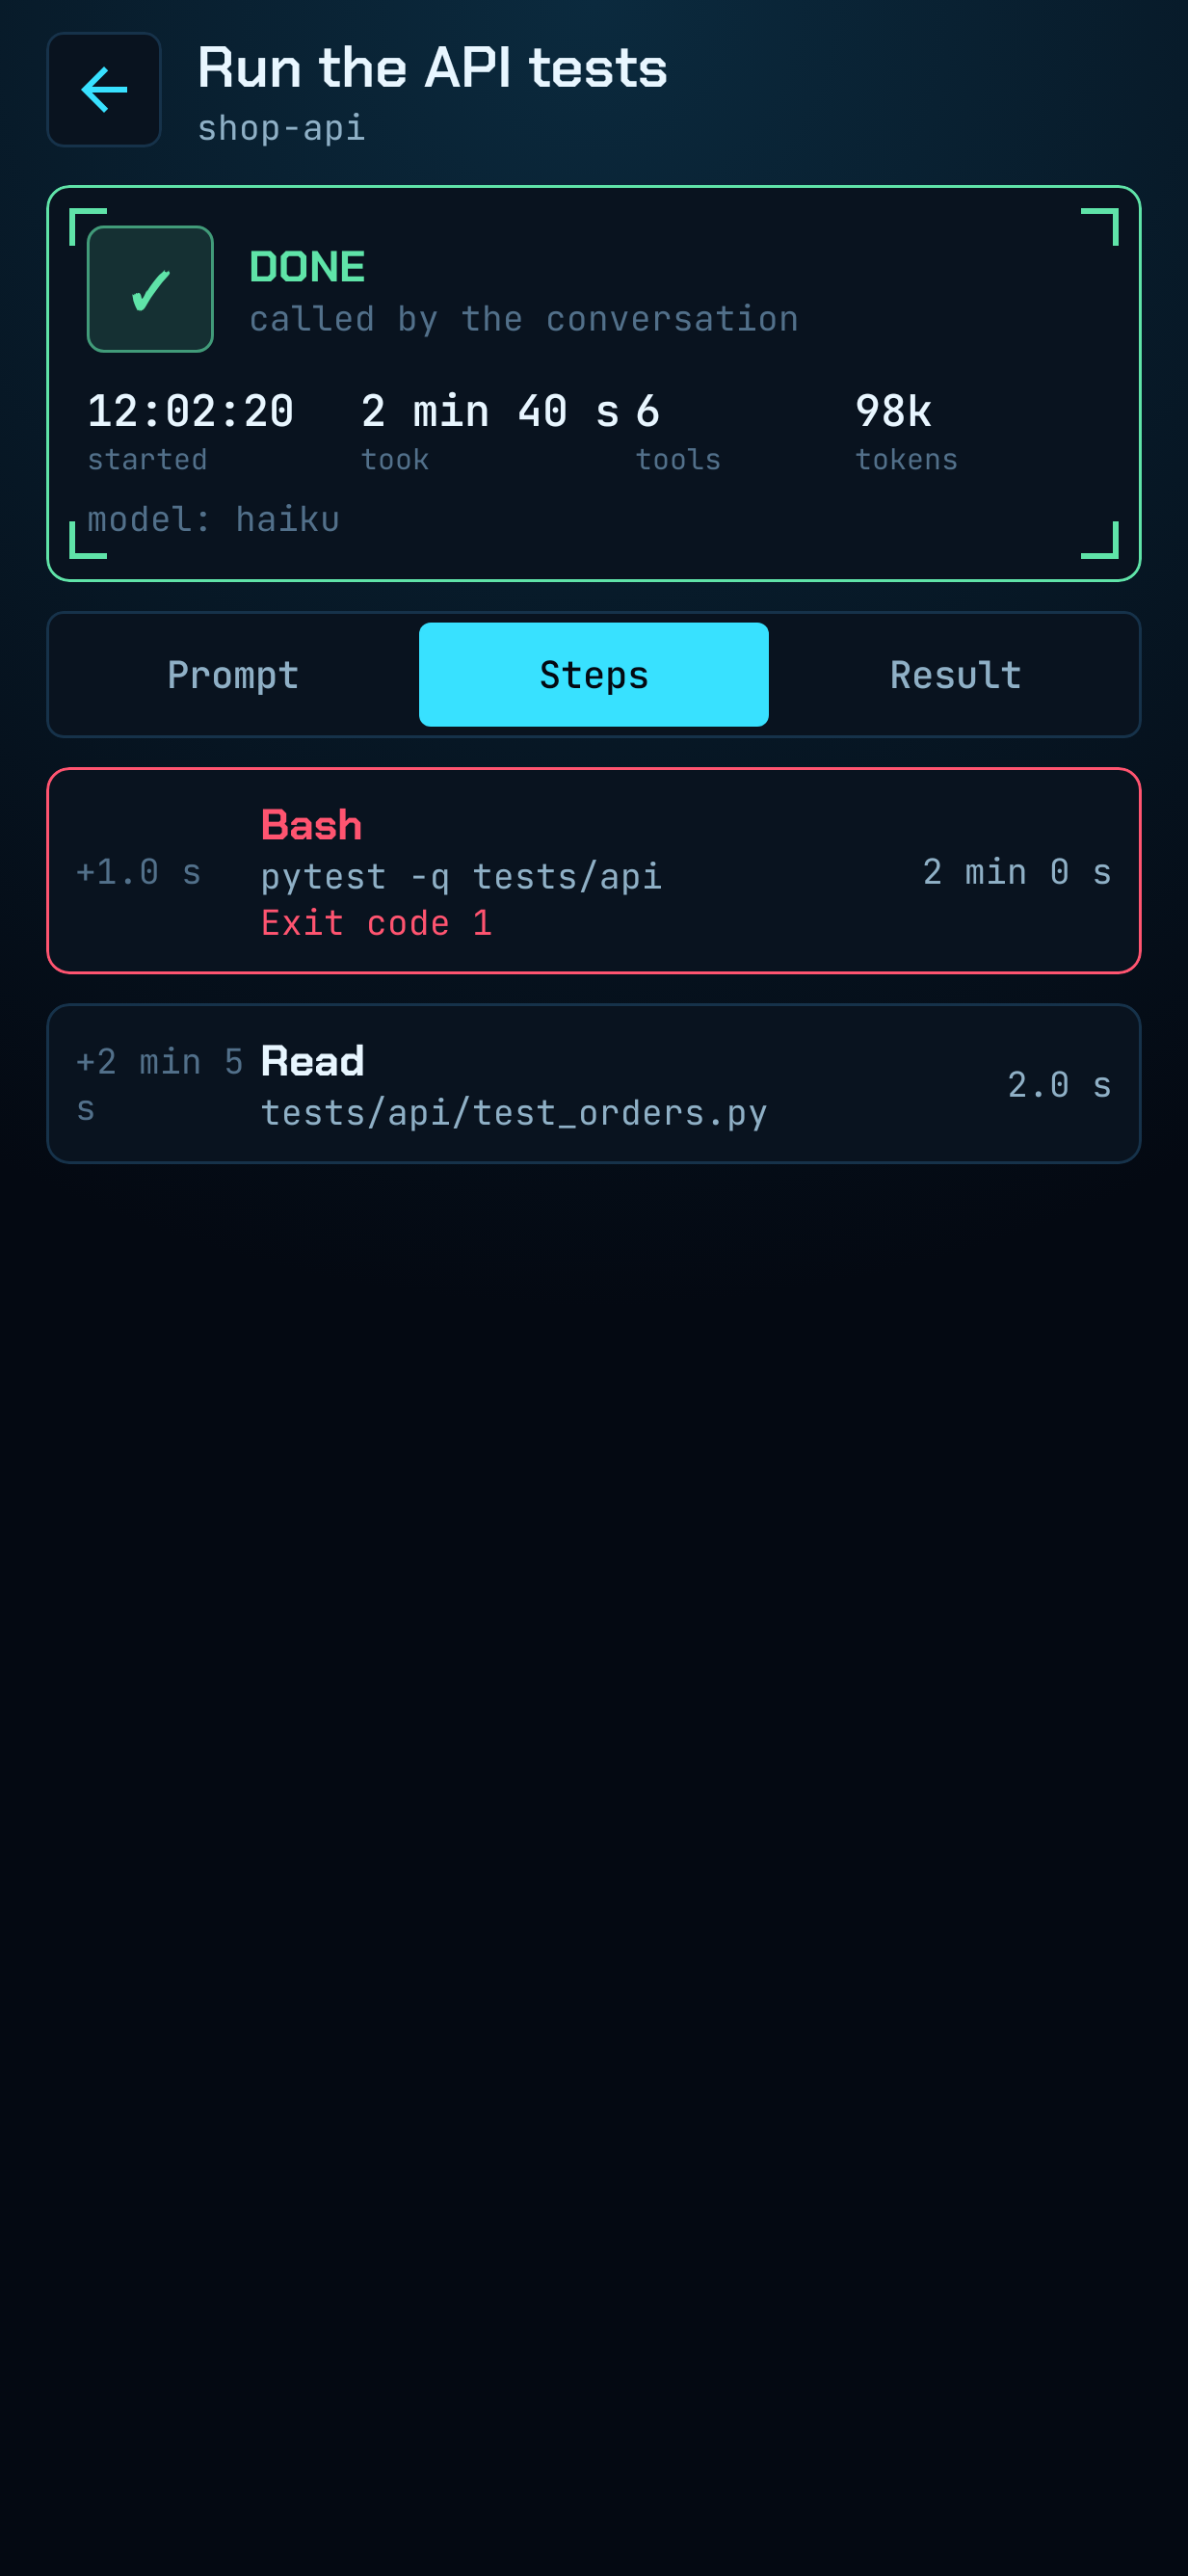 Run the API tests
shop-api
✓
DONE
called by the conversation
12:02:20 2 min 40 s 6 98k
started took tools tokens
model: haiku
Prompt Steps Result
Bash
+1.0 s pytest -q tests/api 2 min 0 s
Exit code 1
+2 min 5 s Read 2.0 s
tests/api/test_orders.py